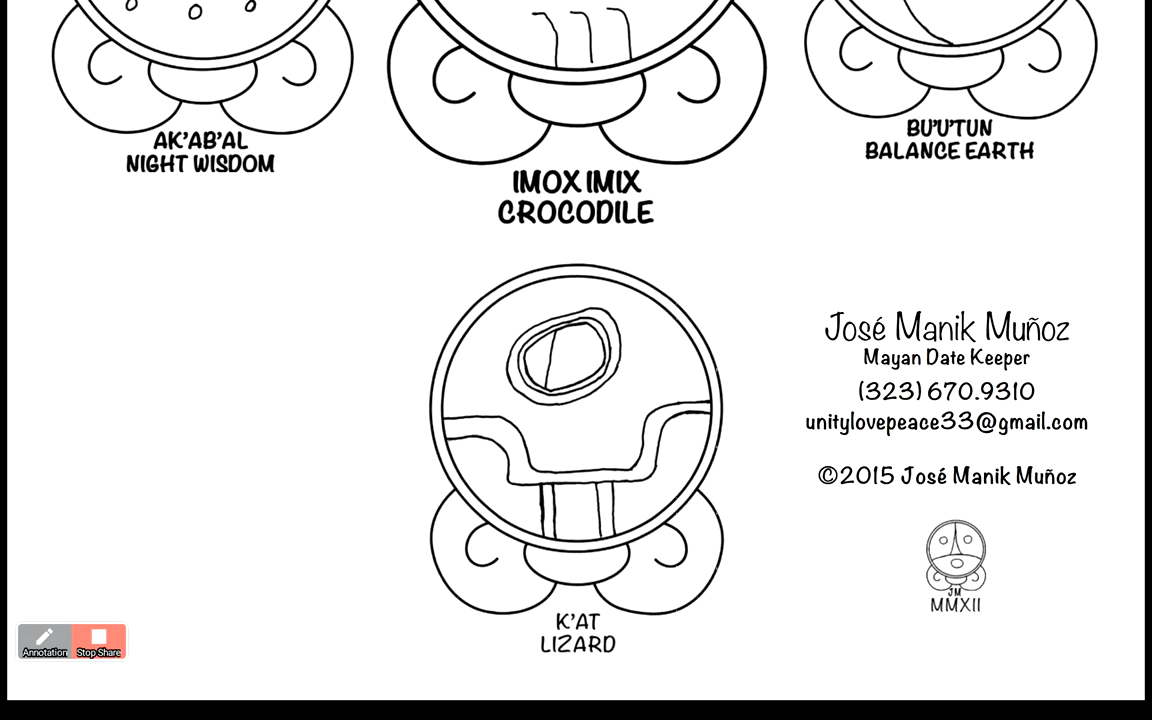 AK'AB'AL
NIGHT WISDOM
IMOX IMIX
CROCODILE
BU'U'TUN
BALANCE EARTH
José Manik Muñoz
Mayan Date Keeper
(323) 670.9310
unitylovepeace33@gmail.com
©2015 José Manik Muñoz
JM
MMXII
K'AT
LIZARD
Annotation
Stop Share